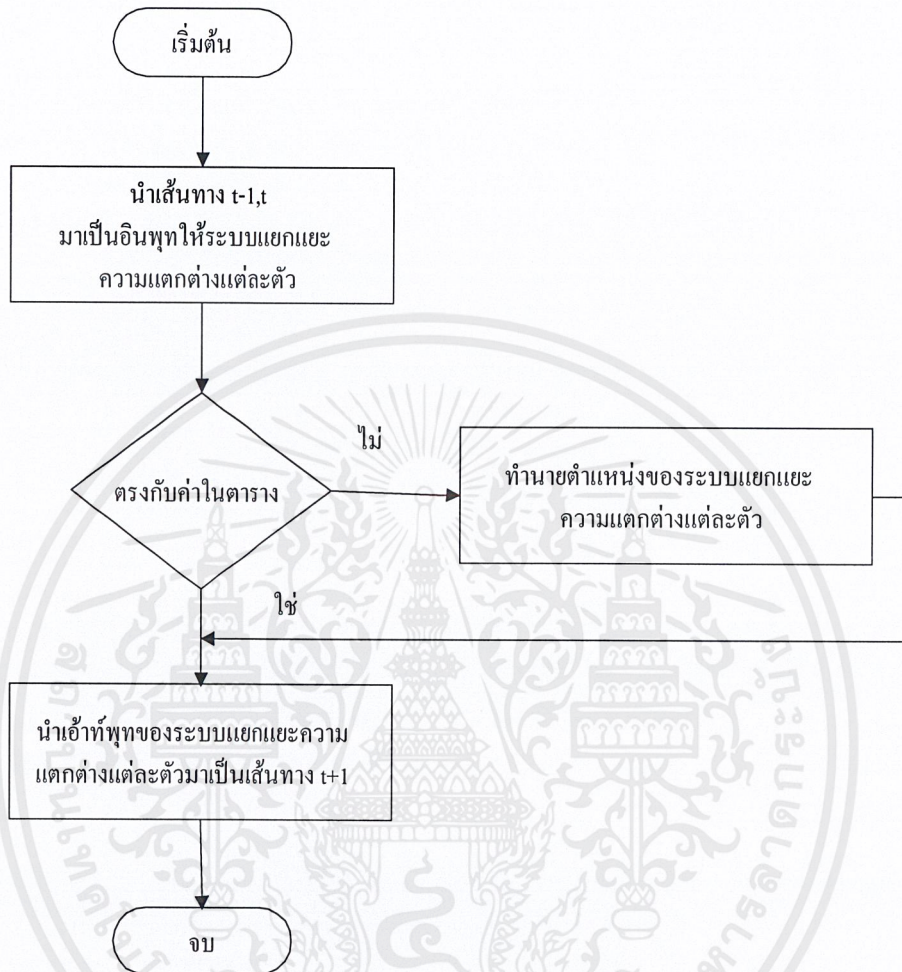 เริ่มต้น
นำเส้นทาง t-1,t
มาเป็นอินพุทให้ระบบแยกแยะ
ความแตกต่างแต่ละตัว
ตรงกับค่าในตาราง
ไม่
ทำนายตำแหน่งของระบบแยกแยะ
ความแตกต่างแต่ละตัว
ใช่
นำเอ้าท์พุทของระบบแยกแยะความ
แตกต่างแต่ละตัวมาเป็นเส้นทาง t+1
จบ